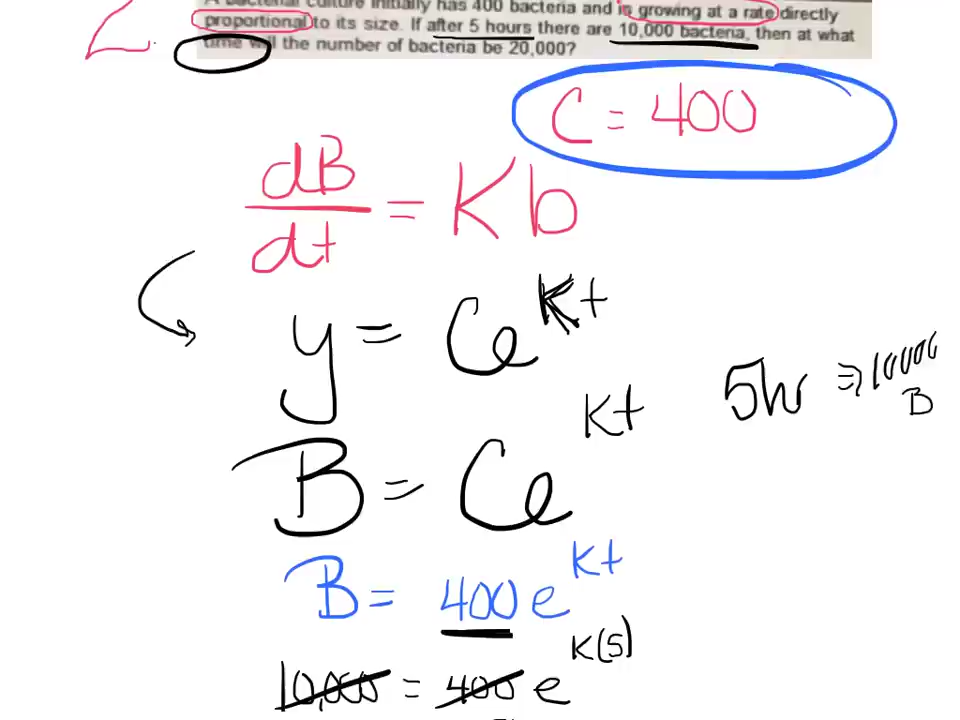 2.
A bacterial culture initially has 400 bacteria and is growing at a rate directly
proportional to its size. If after 5 hours there are 10,000 bacteria, then at what
time will the number of bacteria be 20,000?
C = 400
dB/dt = Kb
y = Ce^Kt
5hr ⇒ 10000 B
B = Ce^Kt
B = 400e^Kt
10,000 = 400 e^K(5)